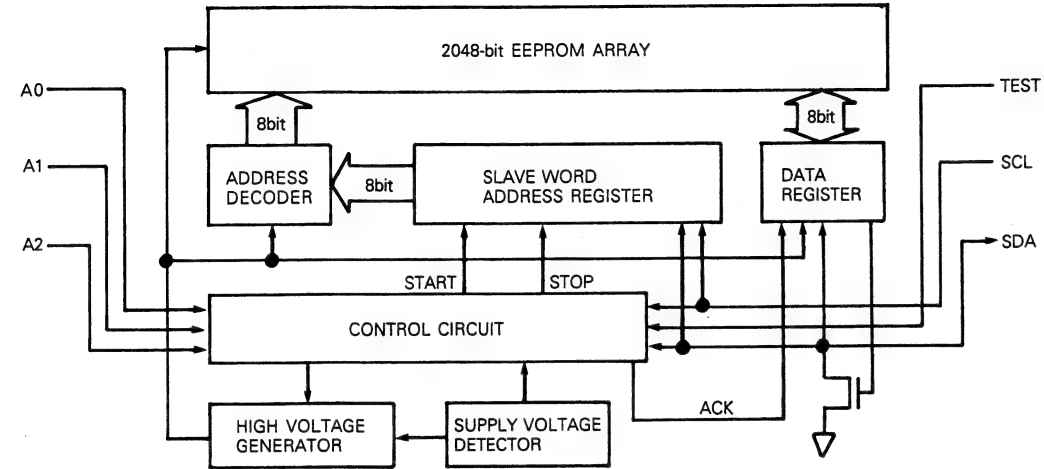 2048-bit EEPROM ARRAY
A0
TEST
8bit
8bit
A1
ADDRESS
DECODER
8bit
SLAVE WORD
ADDRESS REGISTER
DATA
REGISTER
SCL
A2
SDA
START
STOP
CONTROL CIRCUIT
ACK
HIGH VOLTAGE
GENERATOR
SUPPLY VOLTAGE
DETECTOR